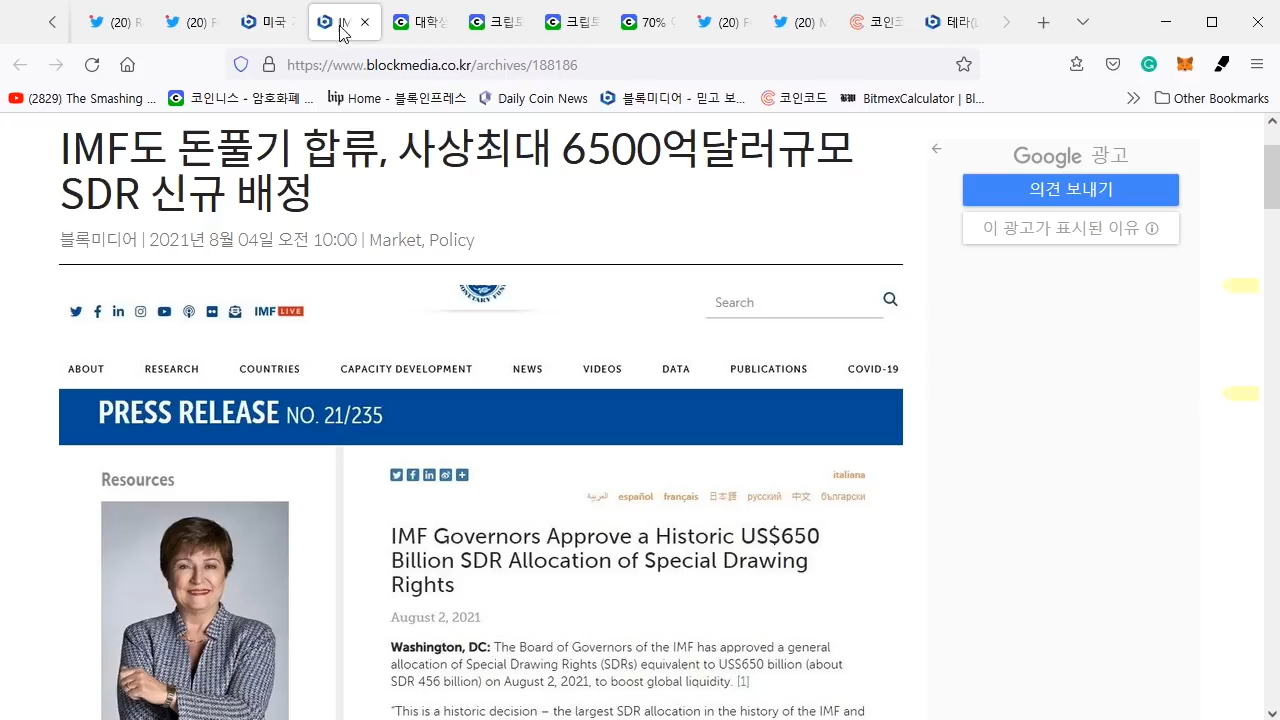 (20)
(20)
미국
IM
대학
크립
크립
70%
(20)
(20)
코인
테라(
https://www.blockmedia.co.kr/archives/188186
(2829) The Smashing ...
코인니스 - 암호화폐 ...
bip Home - 블록인프레스
Daily Coin News
블록미디어 - 믿고 보...
코인코드
BitmexCalculator | Bl...
Other Bookmarks
IMF도 돈풀기 합류, 사상최대 6500억달러규모
SDR 신규 배정
블록미디어 | 2021년 8월 04일 오전 10:00 | Market, Policy
Google 광고
의견 보내기
이 광고가 표시된 이유
IMF LIVE
Search
ABOUT RESEARCH COUNTRIES CAPACITY DEVELOPMENT NEWS VIDEOS DATA PUBLICATIONS COVID-19
PRESS RELEASE NO. 21/235
Resources
italiana
العربية español français 日本語 русский 中文 български
IMF Governors Approve a Historic US$650
Billion SDR Allocation of Special Drawing
Rights
August 2, 2021
Washington, DC: The Board of Governors of the IMF has approved a general
allocation of Special Drawing Rights (SDRs) equivalent to US$650 billion (about
SDR 456 billion) on August 2, 2021, to boost global liquidity. [1]
“This is a historic decision – the largest SDR allocation in the history of the IMF and